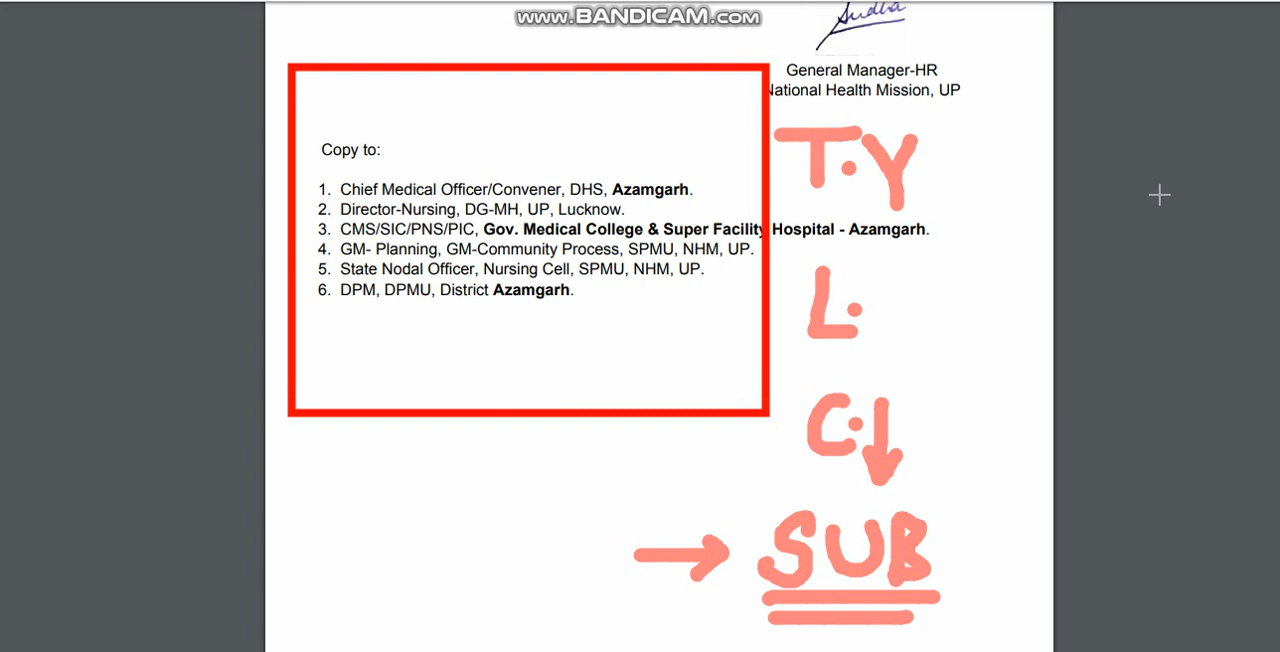 www.BANDICAM.com
Sudha
General Manager-HR
National Health Mission, UP
Copy to:
1. Chief Medical Officer/Convener, DHS, Azamgarh.
2. Director-Nursing, DG-MH, UP, Lucknow.
3. CMS/SIC/PNS/PIC, Gov. Medical College & Super Facility Hospital - Azamgarh.
4. GM- Planning, GM-Community Process, SPMU, NHM, UP.
5. State Nodal Officer, Nursing Cell, SPMU, NHM, UP.
6. DPM, DPMU, District Azamgarh.
T.Y
L.
C.
SUB